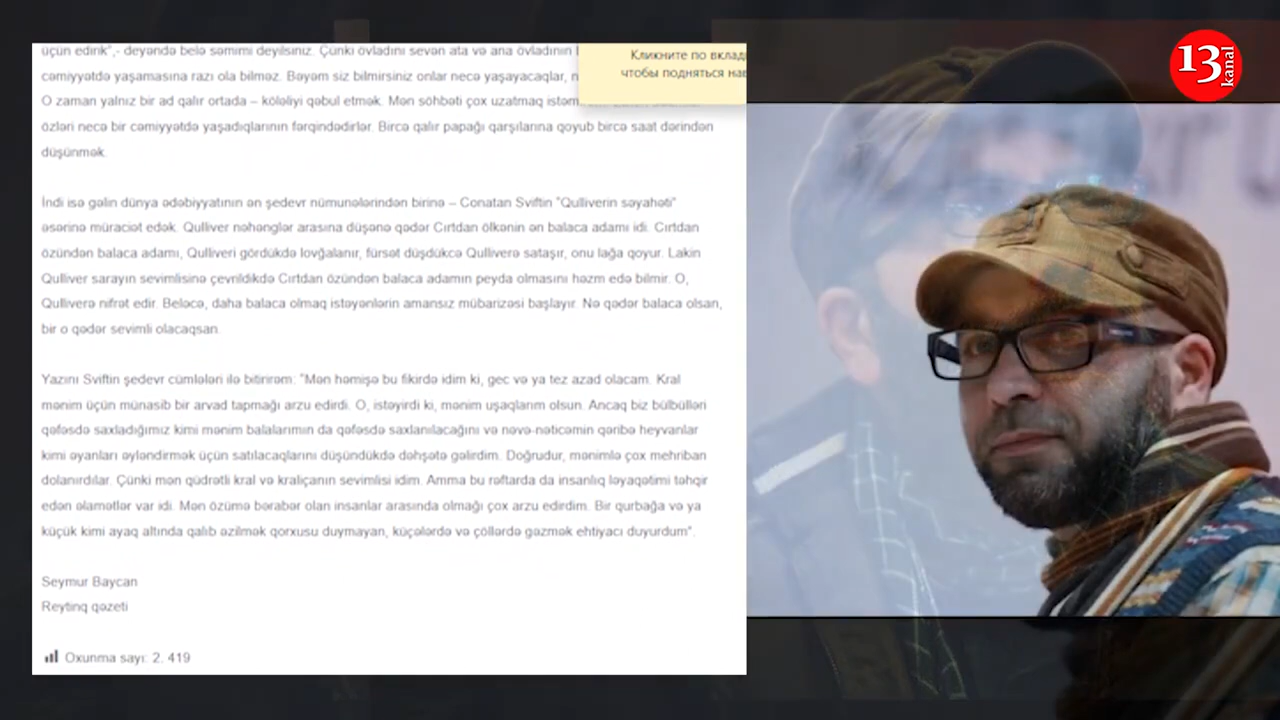 üçün edirik",- deyəndə belə səmimi deyilsiniz. Çünki övladını sevən ata və ana övladının
cəmiyyətdə yaşamasına razı ola bilməz. Bəyəm siz bilmirsiniz onlar necə yaşayacaqlar,
O zaman yalnız bir ad qalır ortada – köləliyi qəbul etmək. Mən söhbəti çox uzatmaq
özləri necə bir cəmiyyətdə yaşadıqlarının fərqindədirlər. Bircə qalır papağı qarşılarına qoyub bircə saat dərindən
düşünmək.
Кликните по
чтобы подняться
İndi isə gəlin dünya ədəbiyyatının ən şedevr nümunələrindən birinə – Conatan Sviftin "Qulliverin səyahəti"
əsərinə müraciət edək. Qulliver nəhənglər arasına düşənə qədər Cırtdan ölkənin ən balaca adamı idi. Cırtdan
özündən balaca adamı, Qulliveri gördükdə lovğalanır, fürsət düşdükcə Qulliverə sataşır, onu lağa qoyur. Lakin
Qulliver sarayın sevimlisinə çevrildikdə Cırtdan özündən balaca adamın peyda olmasını həzm edə bilmir. O,
Qulliverə nifrət edir. Beləcə, daha balaca olmaq istəyənlərin amansız mübarizəsi başlayır. Nə qədər balaca olsan,
bir o qədər sevimli olacaqsan.
Yazını Sviftin şedevr cümlələri ilə bitirirəm: "Mən həmişə bu fikirdə idim ki, gec və ya tez azad olacam. Kral
mənim üçün münasib bir arvad tapmağı arzu edirdi. O, istəyirdi ki, mənim uşaqlarım olsun. Ancaq biz bülbülləri
qəfəsdə saxladığımız kimi mənim balalarımın da qəfəsdə saxlanılacağını və nəvə-nəticəmin qəribə heyvanlar
kimi əyanları əyləndirmək üçün satılacaqlarını düşündükdə dəhşətə gəlirdim. Doğrudur, mənimlə çox mehriban
dolanırdılar. Çünki mən qüdrətli kral və kraliçanın sevimlisi idim. Amma bu rəftarda da insanlıq ləyaqətimi təhqir
edən əlamətlər var idi. Mən özümə bərabər olan insanlar arasında olmağı çox arzu edirdim. Bir qurbağa və ya
küçük kimi ayaq altında qalıb əzilmək qorxusu duymayan, küçələrdə və çöllərdə gəzmək ehtiyacı duyurdum".
Seymur Baycan
Reytinq qəzeti
Oxunma sayı: 2. 419
13
kanal